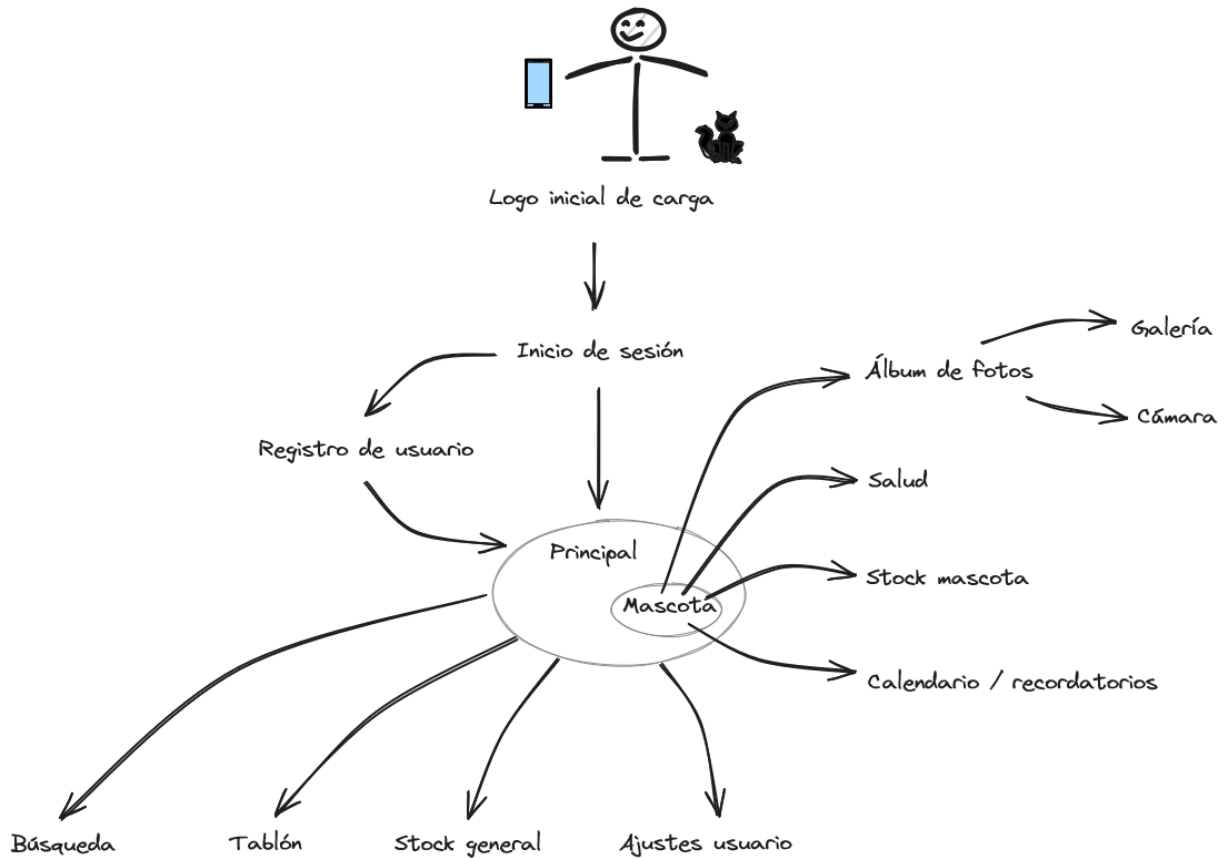 Logo inicial de carga
Inicio de sesión
Registro de usuario
Principal
Mascota
Álbum de fotos
Galería
Cámara
Salud
Stock mascota
Calendario / recordatorios
Búsqueda
Tablón
Stock general
Ajustes usuario